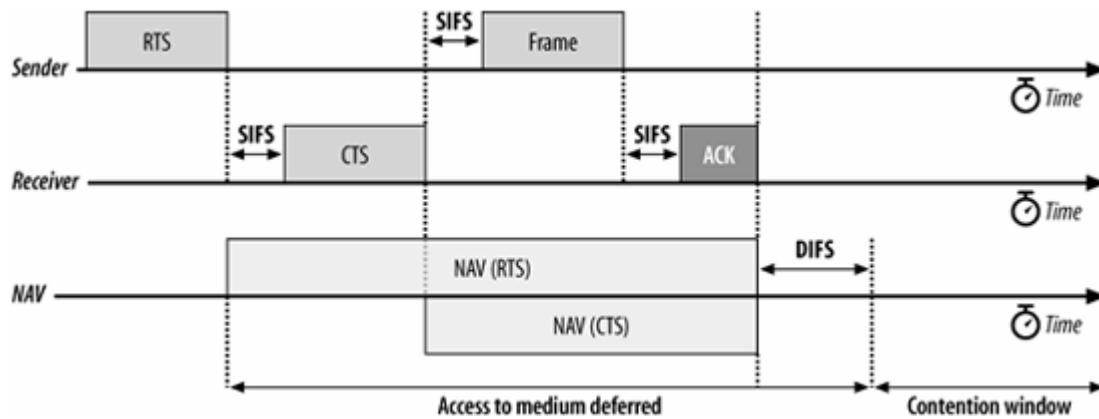 SIFS
RTS
Frame
Sender
Time
SIFS
SIFS
CTS
ACK
Receiver
Time
DIFS
NAV (RTS)
NAV
NAV (CTS)
Time
Access to medium deferred
Contention window